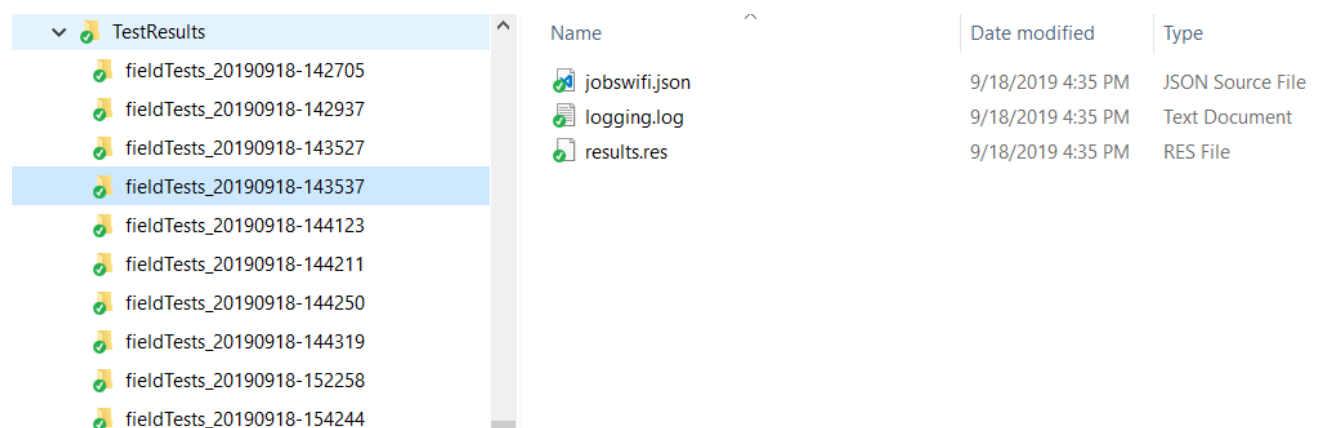 TestResults
fieldTests_20190918-142705
fieldTests_20190918-142937
fieldTests_20190918-143527
fieldTests_20190918-143537
fieldTests_20190918-144123
fieldTests_20190918-144211
fieldTests_20190918-144250
fieldTests_20190918-144319
fieldTests_20190918-152258
fieldTests_20190918-154244
Name Date modified Type
jobswifi.json 9/18/2019 4:35 PM JSON Source File
logging.log 9/18/2019 4:35 PM Text Document
results.res 9/18/2019 4:35 PM RES File